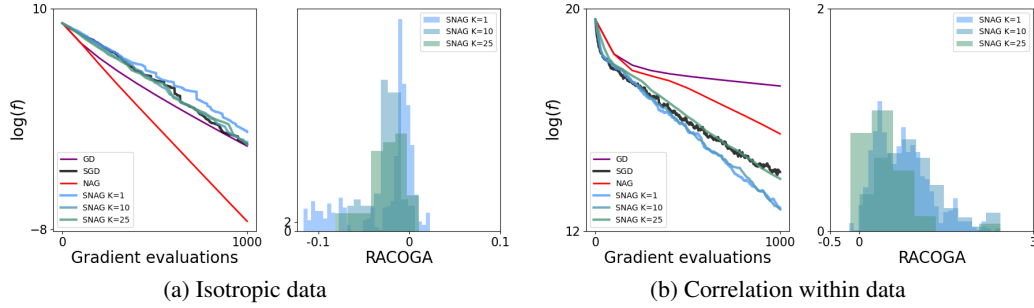 10
log(f)
-8
GD
SGD
NAG
SNAG K=1
SNAG K=10
SNAG K=25
0
1000
Gradient evaluations
SNAG K=1
SNAG K=10
SNAG K=25
2
0
-0.1
0
0.1
RACOGA
(a) Isotropic data
20
log(f)
12
GD
SGD
NAG
SNAG K=1
SNAG K=10
SNAG K=25
0
1000
Gradient evaluations
2
SNAG K=1
SNAG K=10
SNAG K=25
1
0
-0.5
0
3
RACOGA
(b) Correlation within data